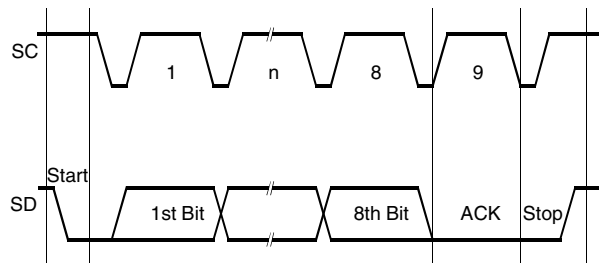 SC
1 n 8 9
Start
SD
1st Bit 8th Bit ACK Stop